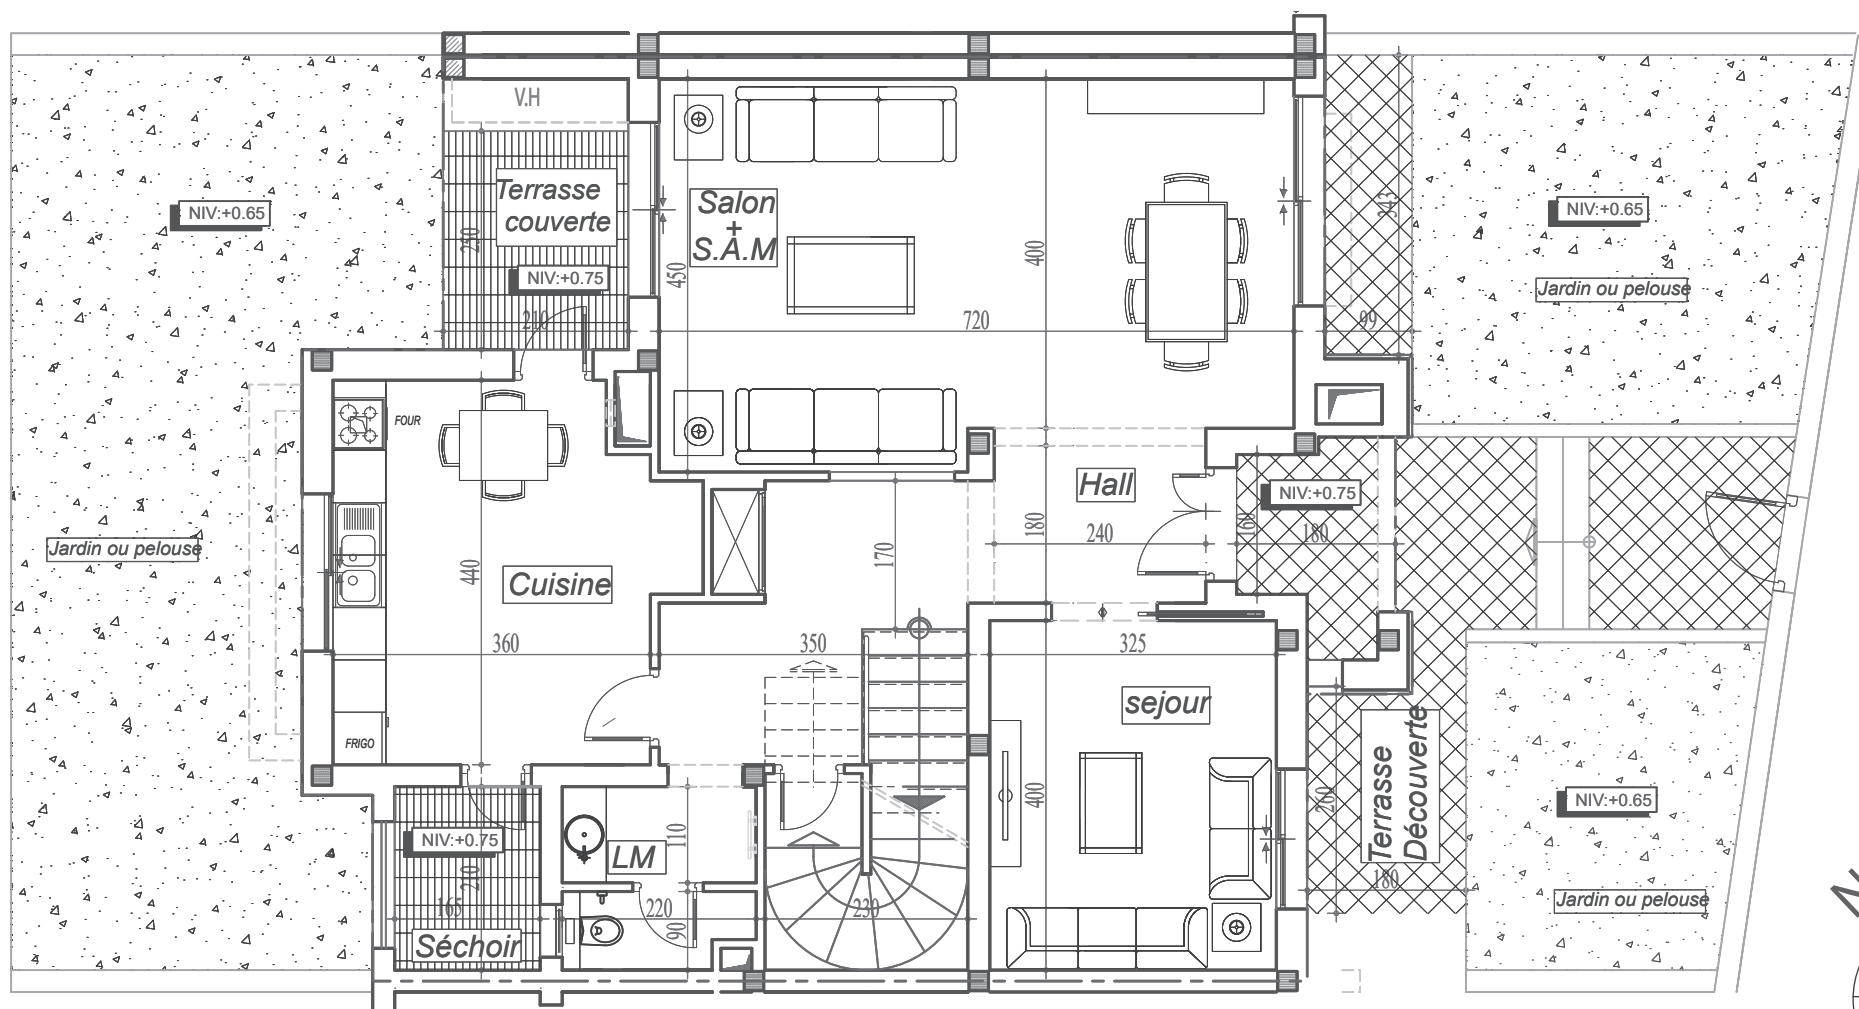 V.H
Terrasse
couverte
NIV:+0.75
250
210
NIV:+0.65
Jardin ou pelouse
Salon
+
S.A.M
450
400
720
343
99
NIV:+0.65
Jardin ou pelouse
FOUR
Cuisine
440
360
FRIGO
Hall
180
240
170
350
NIV:+0.75
160
180
325
sejour
400
Terrasse
Découverte
260
180
NIV:+0.65
Jardin ou pelouse
NIV:+0.75
210
165
Séchoir
LM
110
220
90
230
N